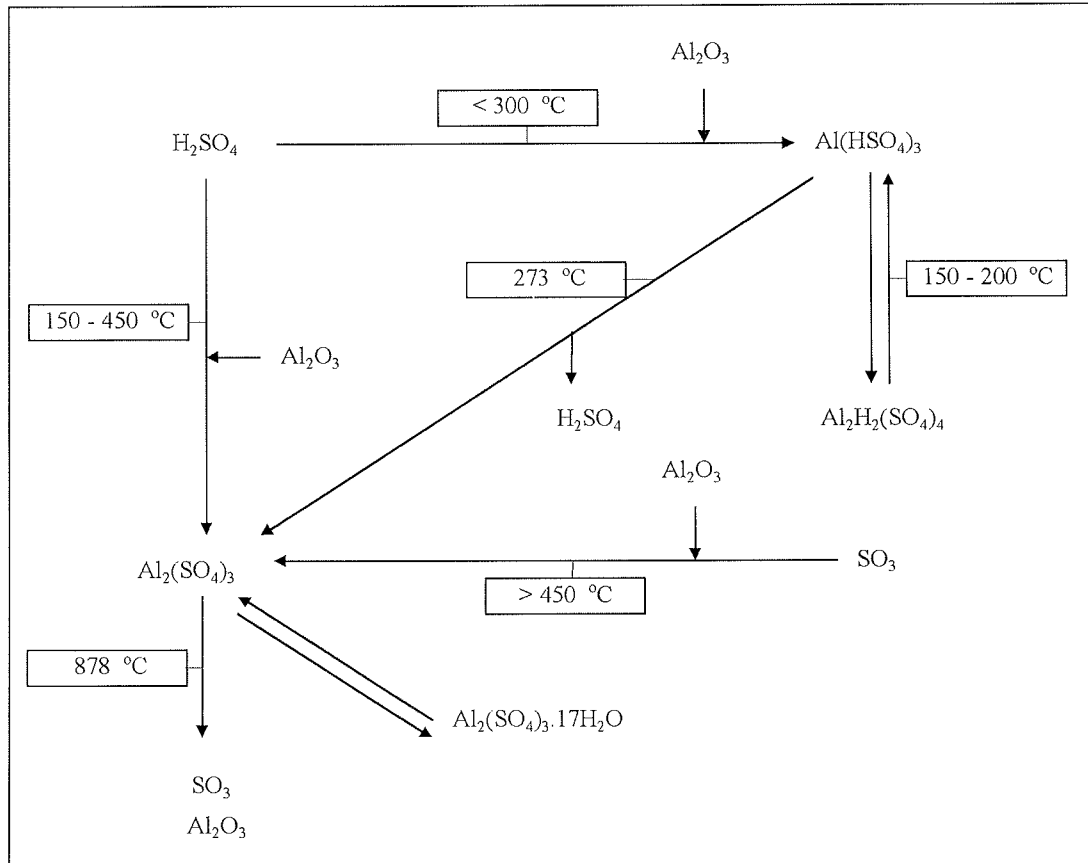 Al₂O₃
< 300 °C
H₂SO₄
Al(HSO₄)₃
273 °C
150 - 200 °C
150 - 450 °C
Al₂O₃
H₂SO₄
Al₂H₂(SO₄)₄
Al₂O₃
Al₂(SO₄)₃
SO₃
> 450 °C
878 °C
Al₂(SO₄)₃.17H₂O
SO₃
Al₂O₃